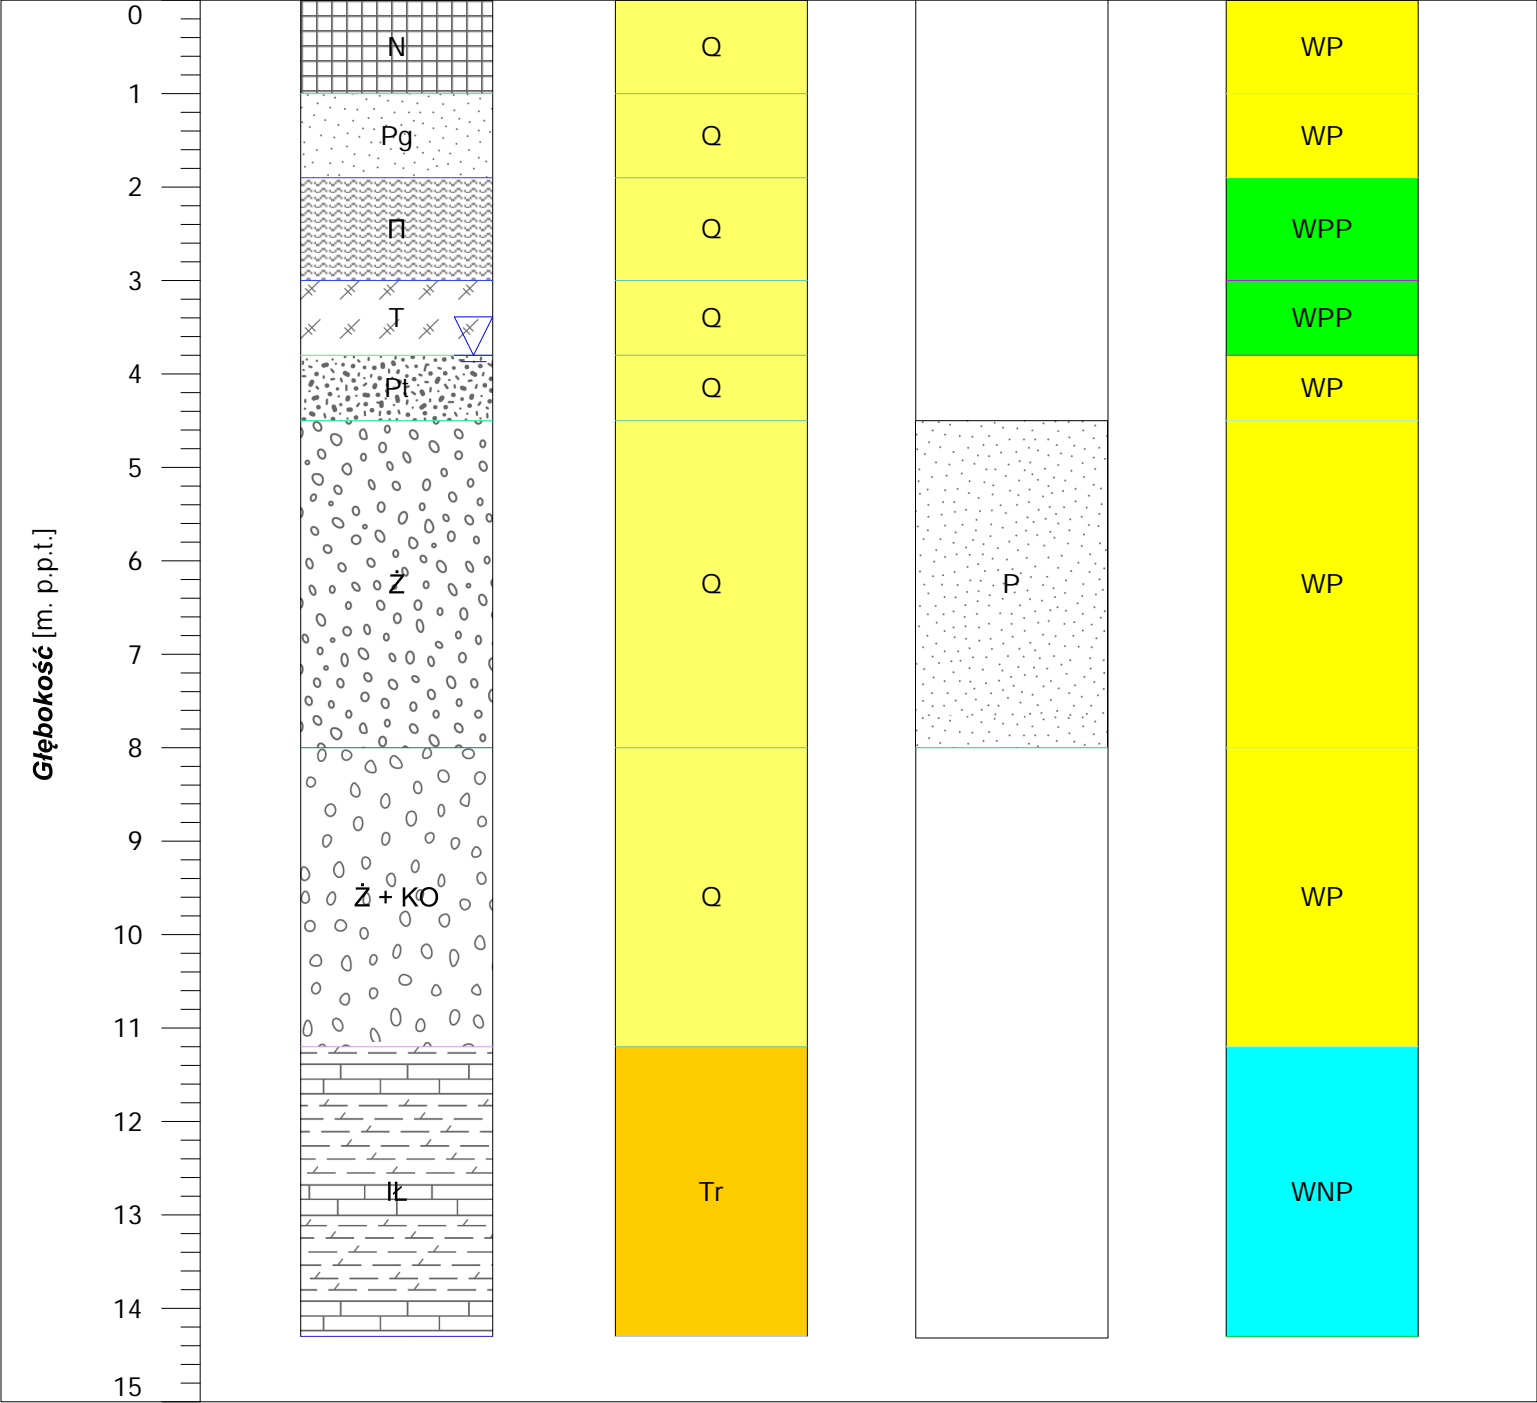 0
N
Q
WP
1
Pg
Q
WP
2
Π
Q
WPP
3
T
Q
WPP
4
Pt
Q
WP
5
Głębokość [m. p.p.t.]
6
Ż
Q
P
WP
7
8
9
Ż + KO
Q
WP
10
11
12
IŁ
Tr
WNP
13
14
15